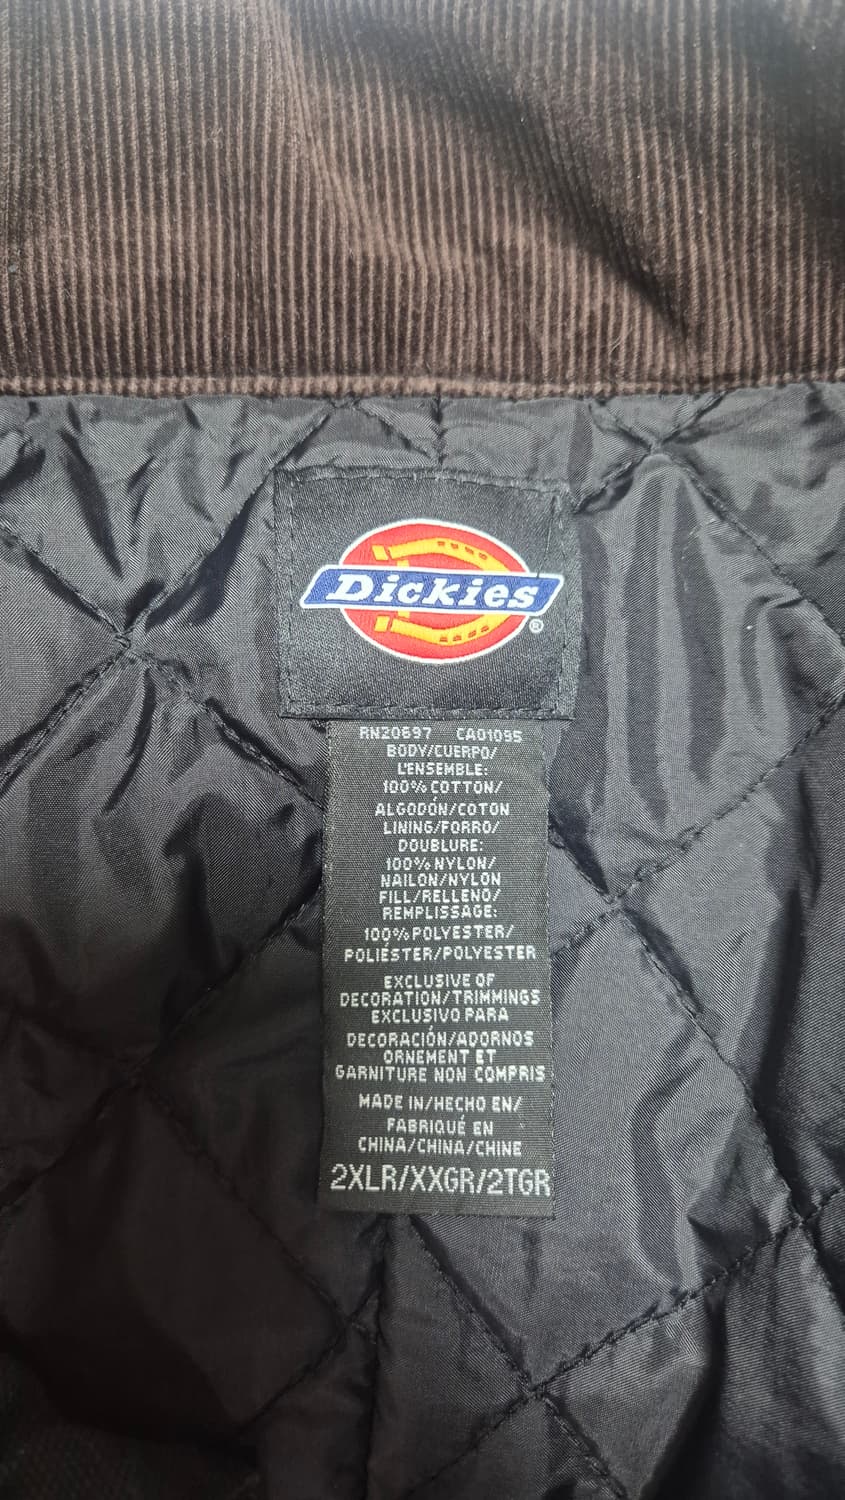 Dickies®
RN20697 CA01095
BODY/CUERPO/
L'ENSEMBLE:
100% COTTON/
ALGODÓN/COTON
LINING/FORRO/
DOUBLURE:
100% NYLON/
NAILON/NYLON
FILL/RELLENO/
REMPLISSAGE:
100% POLYESTER/
POLIÉSTER/POLYESTER
EXCLUSIVE OF
DECORATION/TRIMMINGS
EXCLUSIVO PARA
DECORACIÓN/ADORNOS
ORNEMENT ET
GARNITURE NON COMPRIS
MADE IN/HECHO EN/
FABRIQUÉ EN
CHINA/CHINA/CHINE
2XLR/XXGR/2TGR